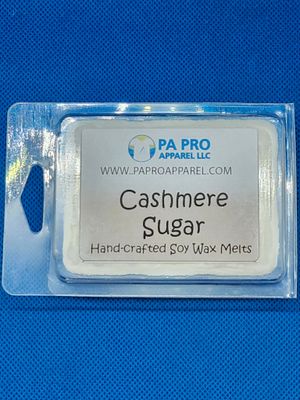 PA PRO
APPAREL LLC
WWW.PAPROAPPAREL.COM
Cashmere
Sugar
Hand-Crafted Soy Wax Melts